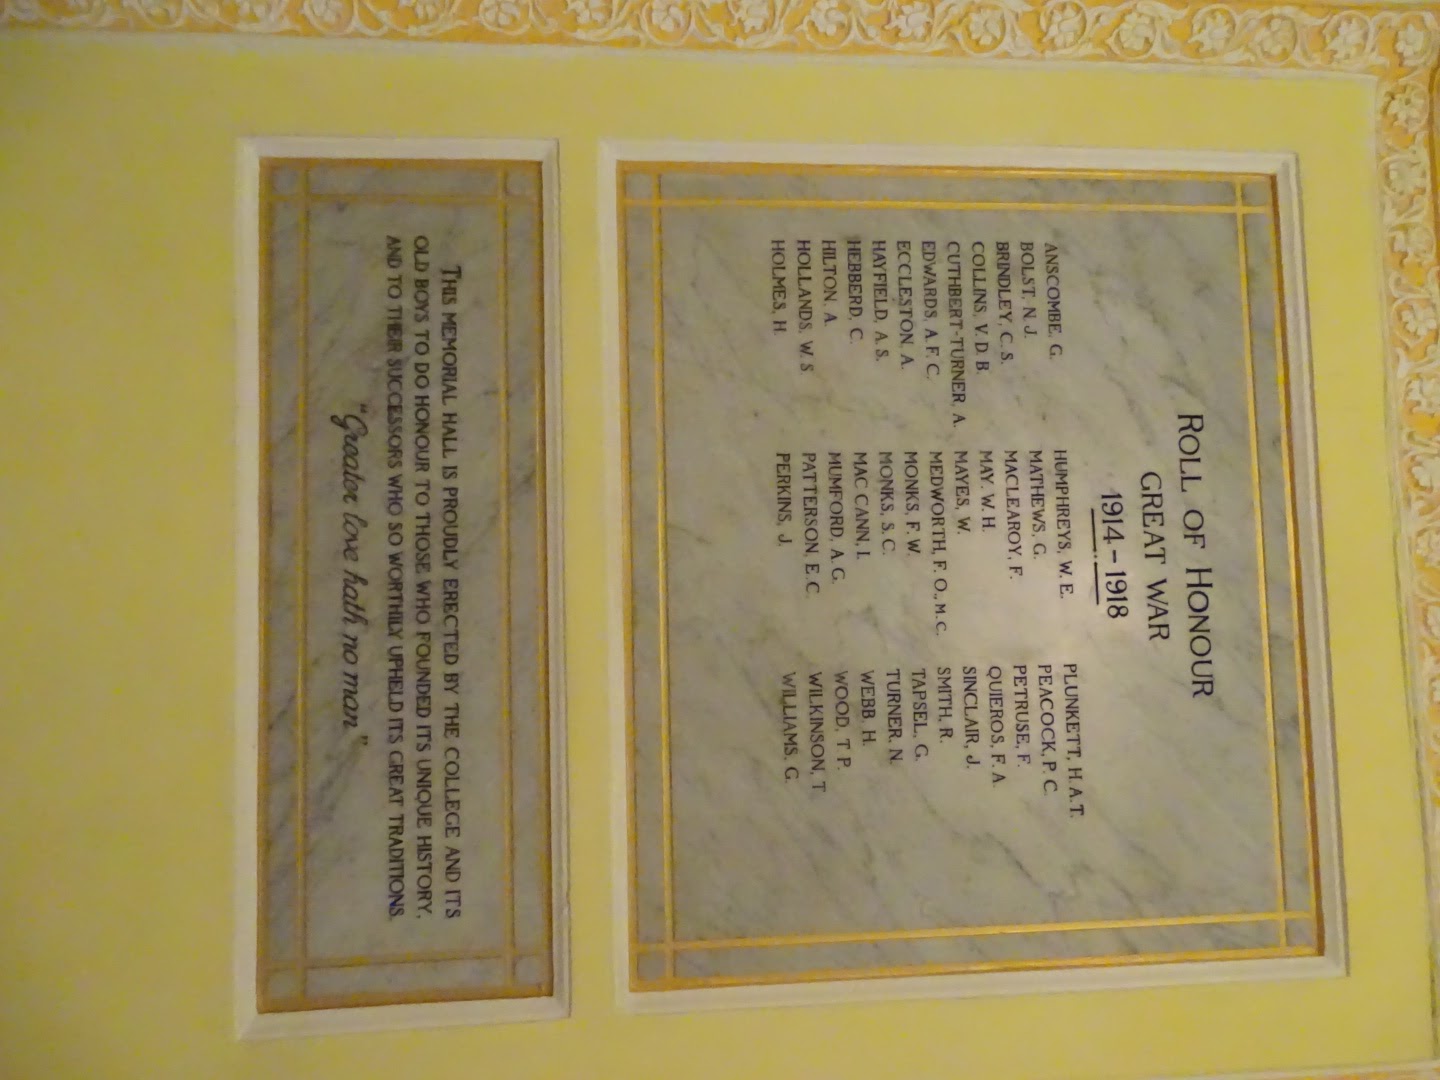 ROLL OF HONOUR
GREAT WAR
1914-1918
ANSCOMBE, G.
BOLST, N. J.
BRINDLEY, C. S.
COLLINS, V. D. B.
CUTHBERT-TURNER, A.
EDWARDS, A. F. C.
ECCLESTON, A.
HAYFIELD, A. S.
HEBBERD, C.
HILTON, A.
HOLLANDS, W. S.
HOLMES, H.
HUMPHREYS, W. E.
MATHEWS, G.
MACLEAROY, F.
MAY, W. H.
MAYES, W.
MEDWORTH, F. O., M.C.
MONKS, F. W.
MONKS, S. C.
MAC CANN, I.
MUMFORD, A. G.
PATTERSON, E. C.
PERKINS, J.
PLUNKETT, H. A. T.
PEACOCK, P. C.
PETRUSE, F.
QUIEROS, F. A.
SINCLAIR, J.
SMITH, R.
TAPSEL, G.
TURNER, N.
WEBB, H.
WOOD, T. P.
WILKINSON, T.
WILLIAMS, G.
THIS MEMORIAL HALL IS PROUDLY ERECTED BY THE COLLEGE AND ITS
OLD BOYS TO DO HONOUR TO THOSE WHO FOUNDED ITS UNIQUE HISTORY,
AND TO THEIR SUCCESSORS WHO SO WORTHILY UPHELD ITS GREAT TRADITIONS.
"Greater love hath no man"